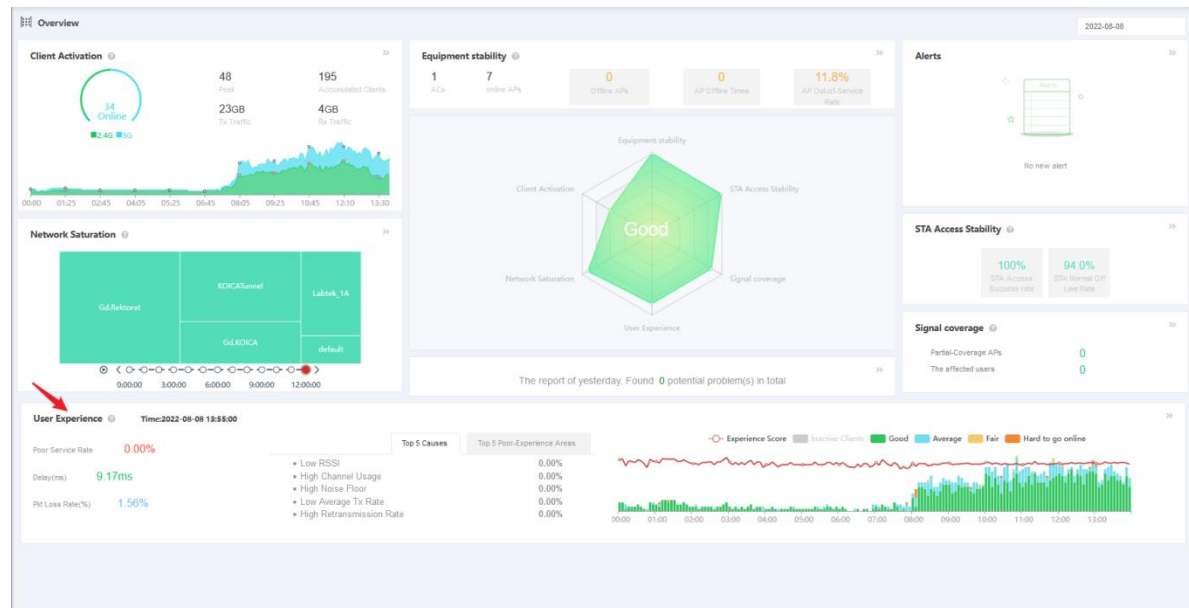 Overview
2022-08-08
Client Activation
34
Online
2.4G 5G
48
Peak
195
Accumulated Clients
23GB
Tx Traffic
4GB
Rx Traffic
00:00 01:25 02:45 04:05 05:25 06:45 08:05 09:25 10:45 12:10 13:30
Equipment stability
1
ACs
7
Inline APs
0
Offline APs
0
AP Offline Times
11.8%
AP Out-of-Service
Rate
Alerts
Alerts
No new alert
Equipment stability
Client Activation
STA Access Stability
Good
Network Saturation
Signal coverage
User Experience
Network Saturation
Gd.Rektorat
KOICATunnel
Labtek_1A
Gd.KOICA
default
0:00:00 3:00:00 6:00:00 9:00:00 12:00:00
The report of yesterday, Found 0 potential problem(s) in total
STA Access Stability
100%
STA Access
Success rate
94.0%
STA Normal Off
Line Rate
Signal coverage
Partial-Coverage APs 0
The affected users 0
User Experience Time:2022-08-08 13:55:00
Poor Service Rate 0.00%
Delay(ms) 9.17ms
Pkt Loss Rate(%) 1.56%
Top 5 Causes Top 5 Poor-Experience Areas
Low RSSI 0.00%
High Channel Usage 0.00%
High Noise Floor 0.00%
Low Average Tx Rate 0.00%
High Retransmission Rate 0.00%
Experience Score Inactive Clients Good Average Fair Hard to go online
00:00 01:00 02:00 03:00 04:00 05:00 06:00 07:00 08:00 09:00 10:00 11:00 12:00 13:00